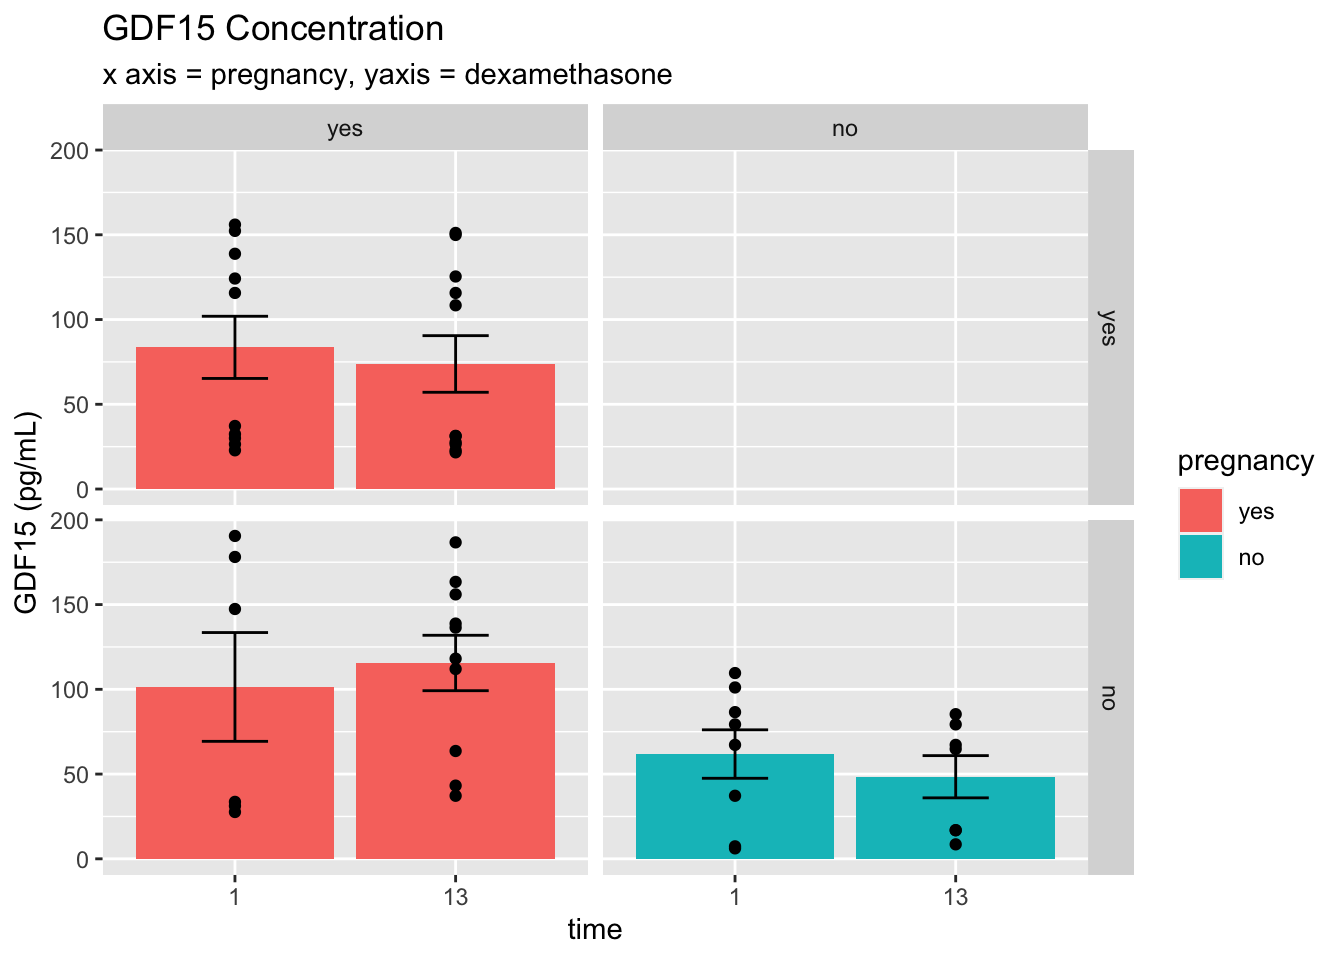 GDF15 Concentration
x axis = pregnancy, yaxis = dexamethasone
yes
no
200
150
100
50
0
yes
200
150
100
50
0
no
GDF15 (pg/mL)
1
13
1
13
time
pregnancy
yes
no